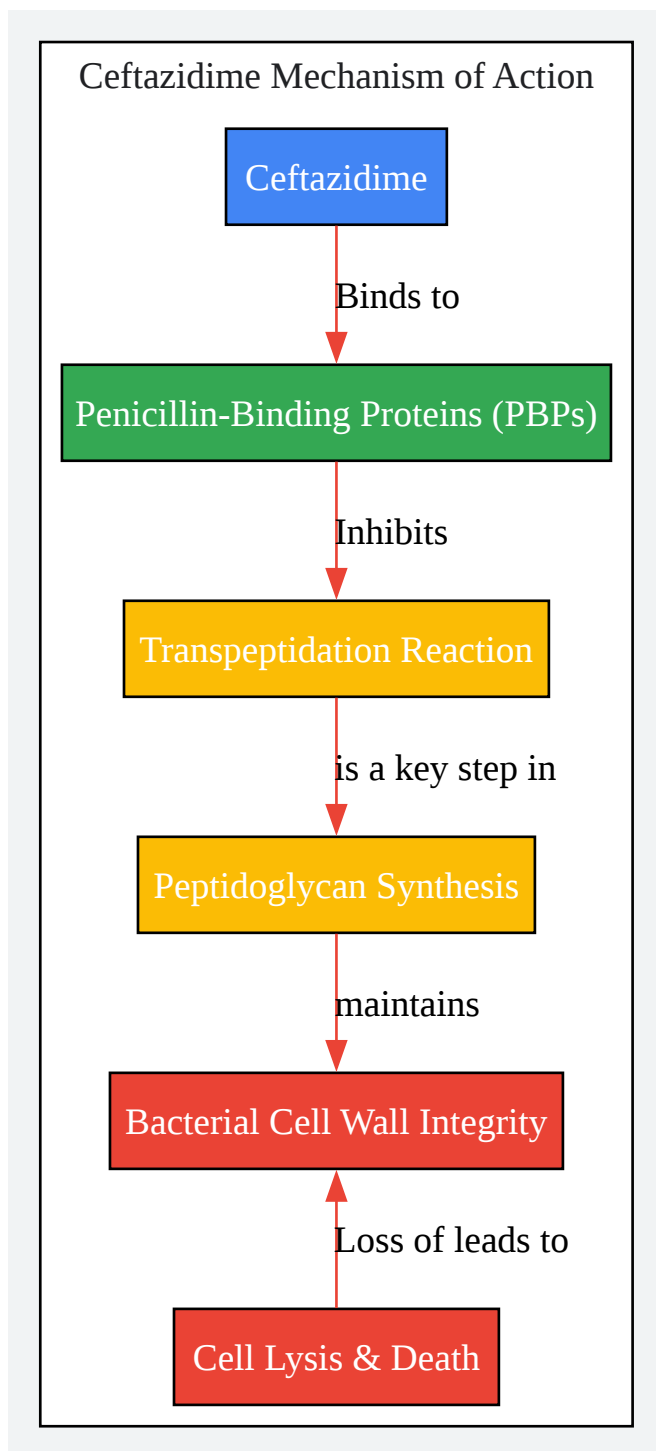 Ceftazidime Mechanism of Action
Ceftazidime
Binds to
Penicillin-Binding Proteins (PBPs)
Inhibits
Transpeptidation Reaction
is a key step in
Peptidoglycan Synthesis
maintains
Bacterial Cell Wall Integrity
Loss of leads to
Cell Lysis & Death